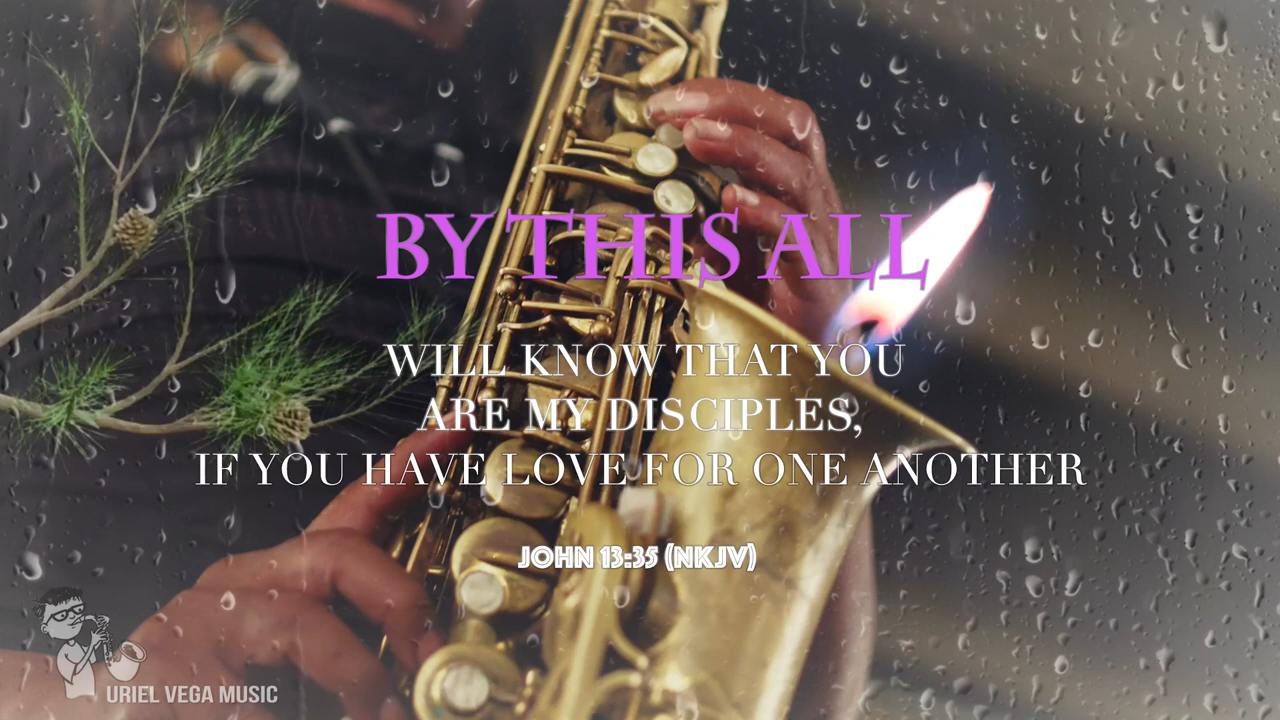 BY THIS ALL
WILL KNOW THAT YOU
ARE MY DISCIPLES,
IF YOU HAVE LOVE FOR ONE ANOTHER
JOHN 13:35 (NKJV)
URIEL VEGA MUSIC